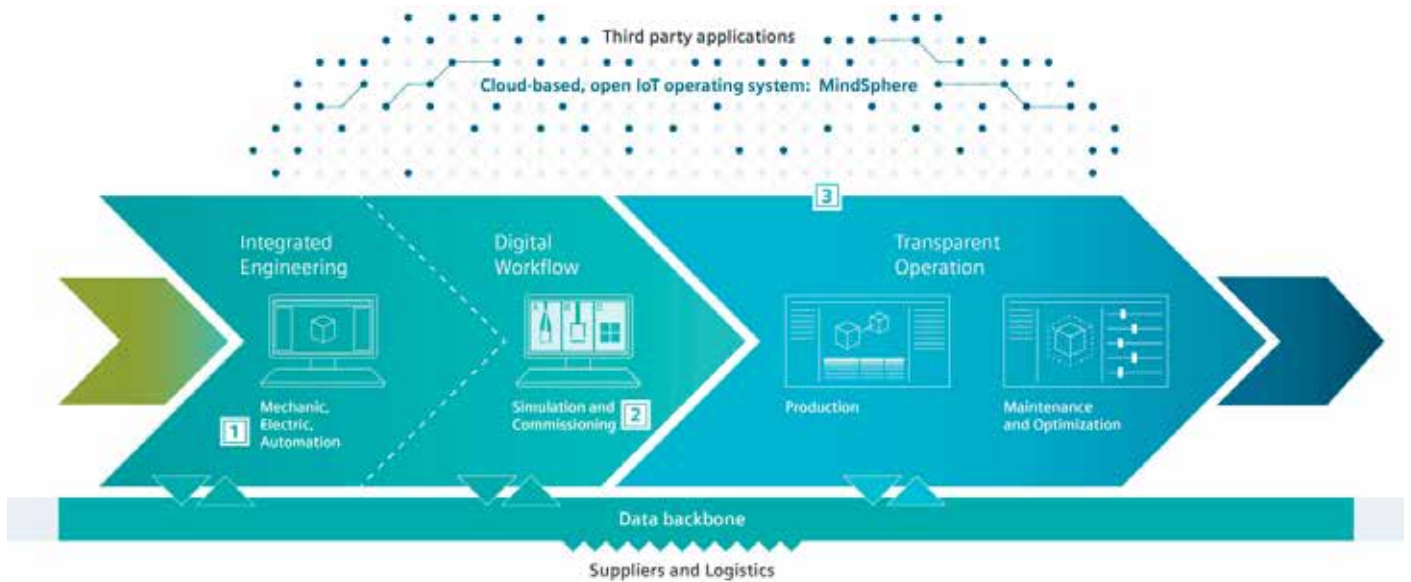 Third party applications
Cloud-based, open IoT operating system: MindSphere
3
Integrated
Engineering
Digital
Workflow
Transparent
Operation
1
Mechanic,
Electric,
Automation
Simulation and
Commissioning
2
Production
Maintenance
and Optimization
Data backbone
Suppliers and Logistics